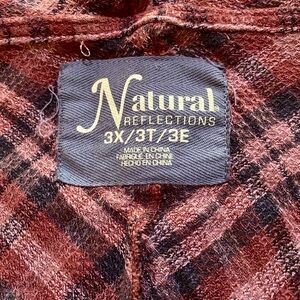 Natural
REFLECTIONS
3X/3T/3E
MADE IN CHINA
FABRIQUÉ EN CHINE
HECHO EN CHINA